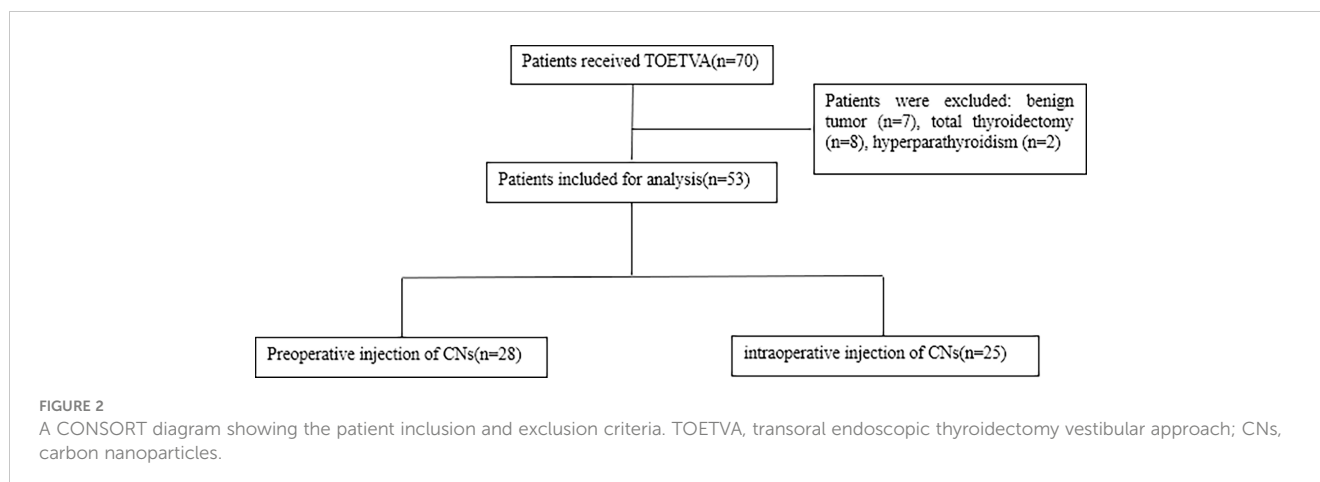 Patients received TOETVA(n=70)
Patients were excluded: benign
tumor (n=7), total thyroidectomy
(n=8), hyperparathyroidism (n=2)
Patients included for analysis(n=53)
Preoperative injection of CNs(n=28)
intraoperative injection of CNs(n=25)
FIGURE 2
A CONSORT diagram showing the patient inclusion and exclusion criteria. TOETVA, transoral endoscopic thyroidectomy vestibular approach; CNs,
carbon nanoparticles.